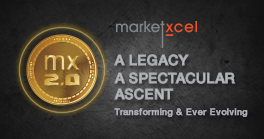 marketxcel
mx
2.0
A LEGACY
A SPECTACULAR
ASCENT
Transforming & Ever Evolving